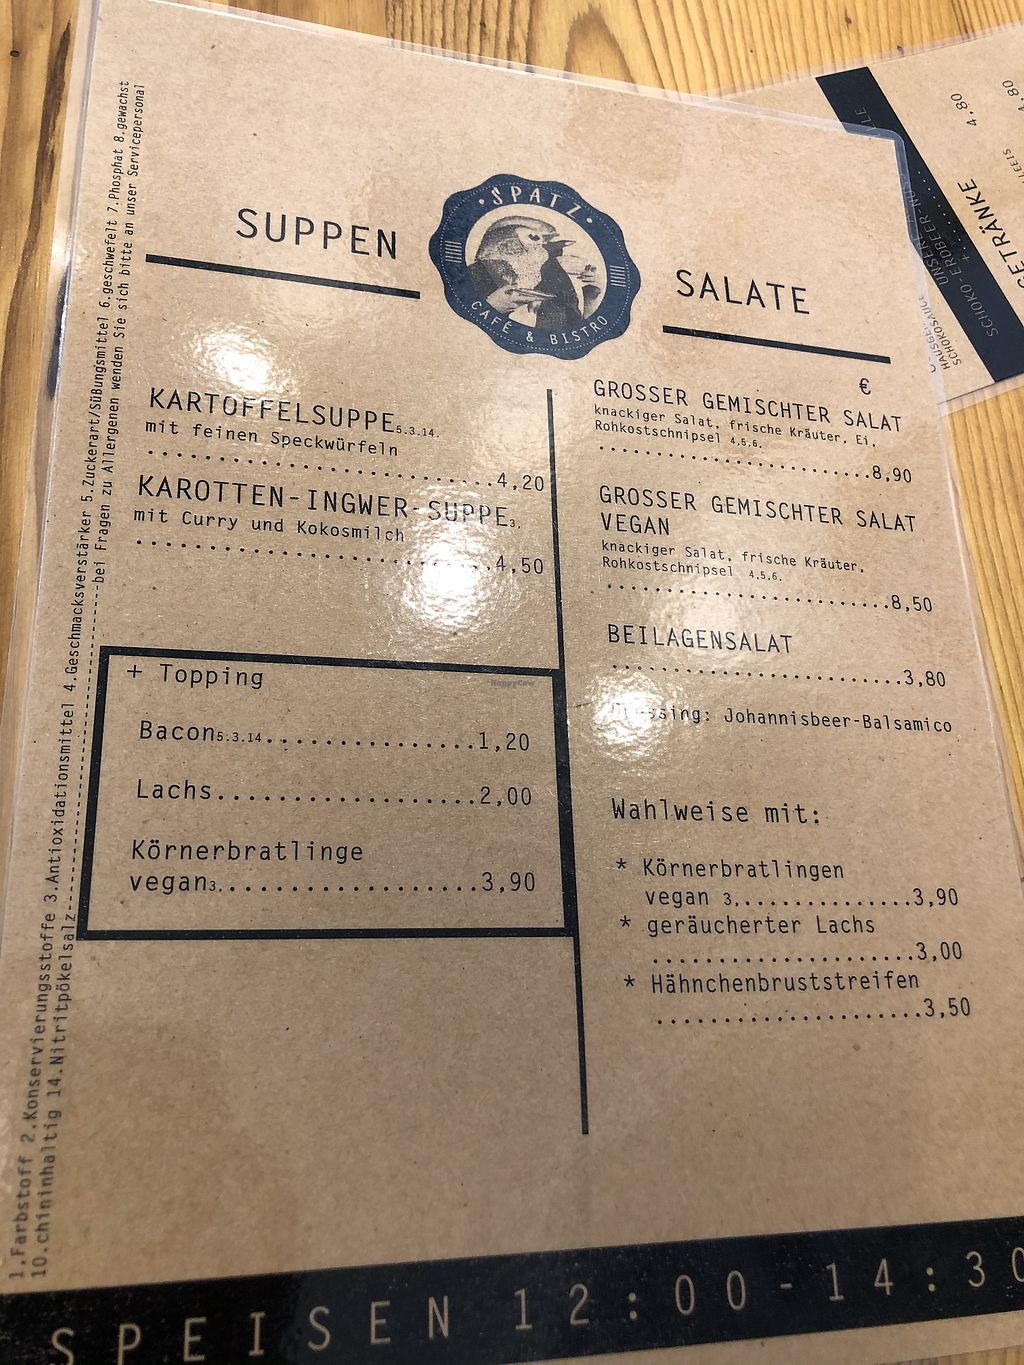 SPATZ
CAFÉ & BISTRO
SUPPEN
KARTOFFELSUPPE5.3.14.
mit feinen Speckwürfeln
4,20
KAROTTEN-INGWER-SUPPE3.
mit Curry und Kokosmilch
4,50
+ Topping
Bacon5.3.14.................1,20
Lachs...................2,00
Körnerbratlinge
vegan3...................3,90
SALATE
€
GROSSER GEMISCHTER SALAT
knackiger Salat, frische Kräuter, Ei,
Rohkostschnipsel 4.5.6.
8,90
GROSSER GEMISCHTER SALAT
VEGAN
knackiger Salat, frische Kräuter,
Rohkostschnipsel 4.5.6.
8,50
BEILAGENSALAT
3,80
Dressing: Johannisbeer-Balsamico
Wahlweise mit:
* Körnerbratlingen
vegan 3...............3,90
* geräucherter Lachs
3,00
* Hähnchenbruststreifen
3,50
1.Farbstoff 2.Konservierungsstoffe 3.Antioxidationsmittel 4.Geschmacksverstärker 5.Zuckerart/Süßungsmittel 6.geschwefelt 7.Phosphat 8.gewachst
10.chininhaltig 14.Nitritpökelsalz------------------bei Fragen zu Allergenen wenden Sie sich bitte an unser Servicepersonal
SPEISEN 12:00-14:30
HappyCow
4,80
4,80
SCHOKO-ERDBEER-
SCHOKOSAUCE